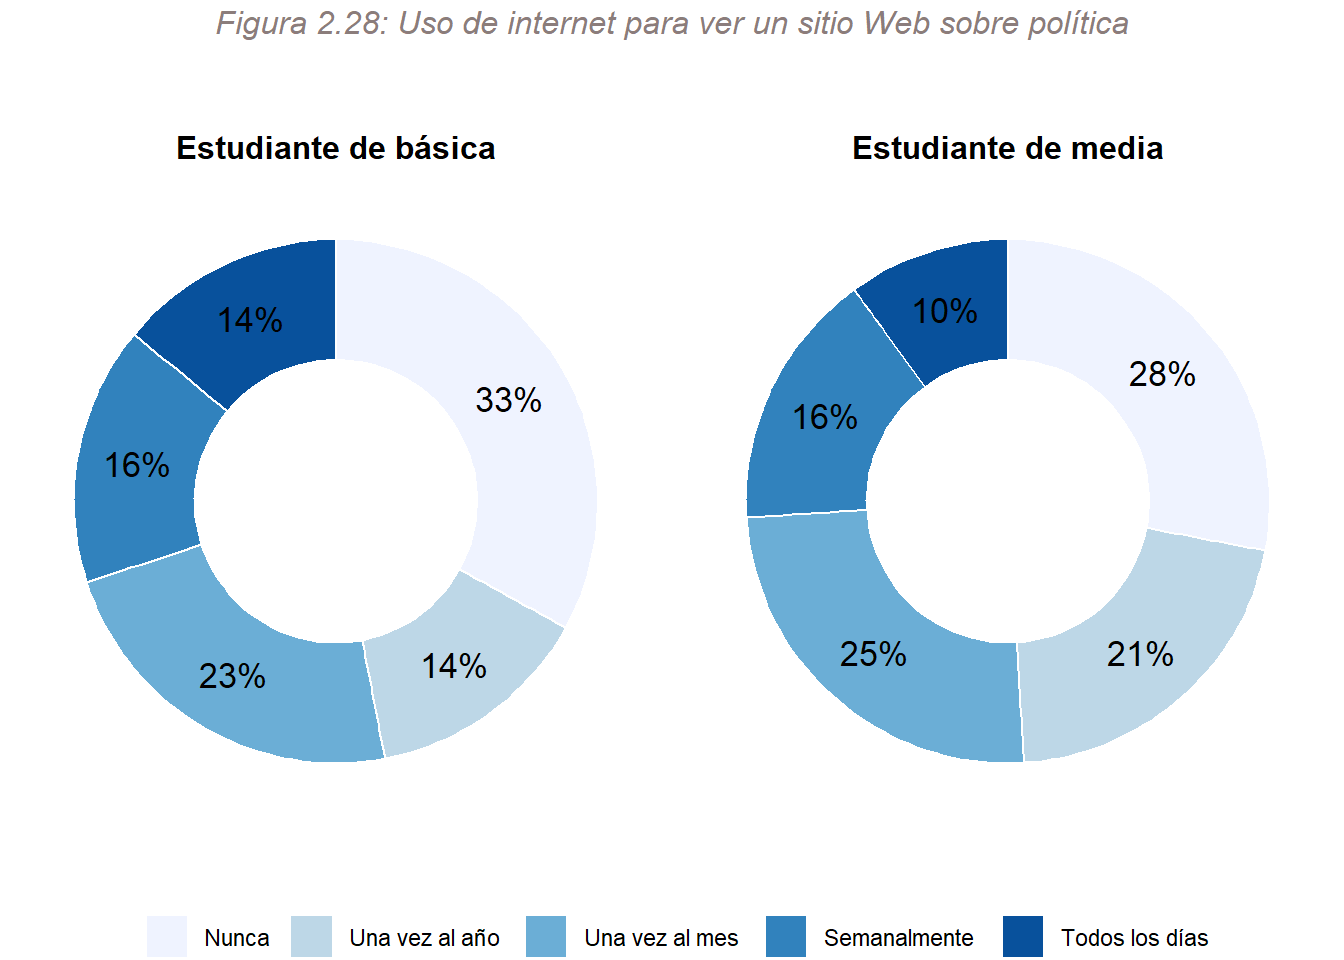 Figura 2.28: Uso de internet para ver un sitio Web sobre política
Estudiante de básica
14%
33%
16%
23%
14%
Estudiante de media
10%
28%
16%
25%
21%
Nunca
Una vez al año
Una vez al mes
Semanalmente
Todos los días